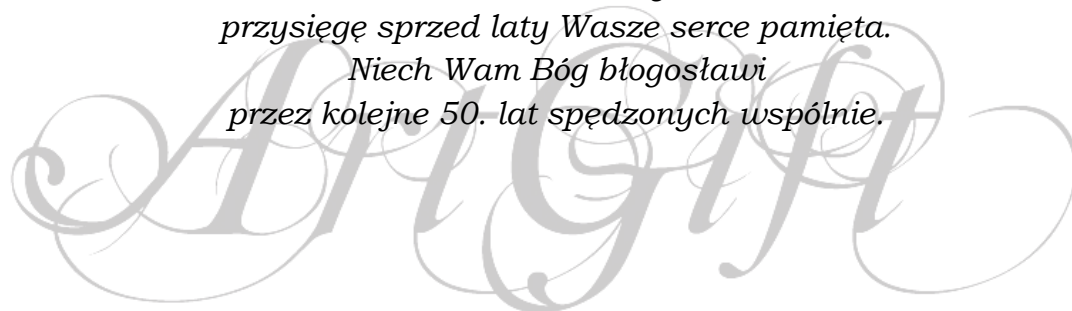 przysięgę sprzed laty Wasze serce pamięta.
Niech Wam Bóg błogosławi
przez kolejne 50. lat spędzonych wspólnie.
ArtGift